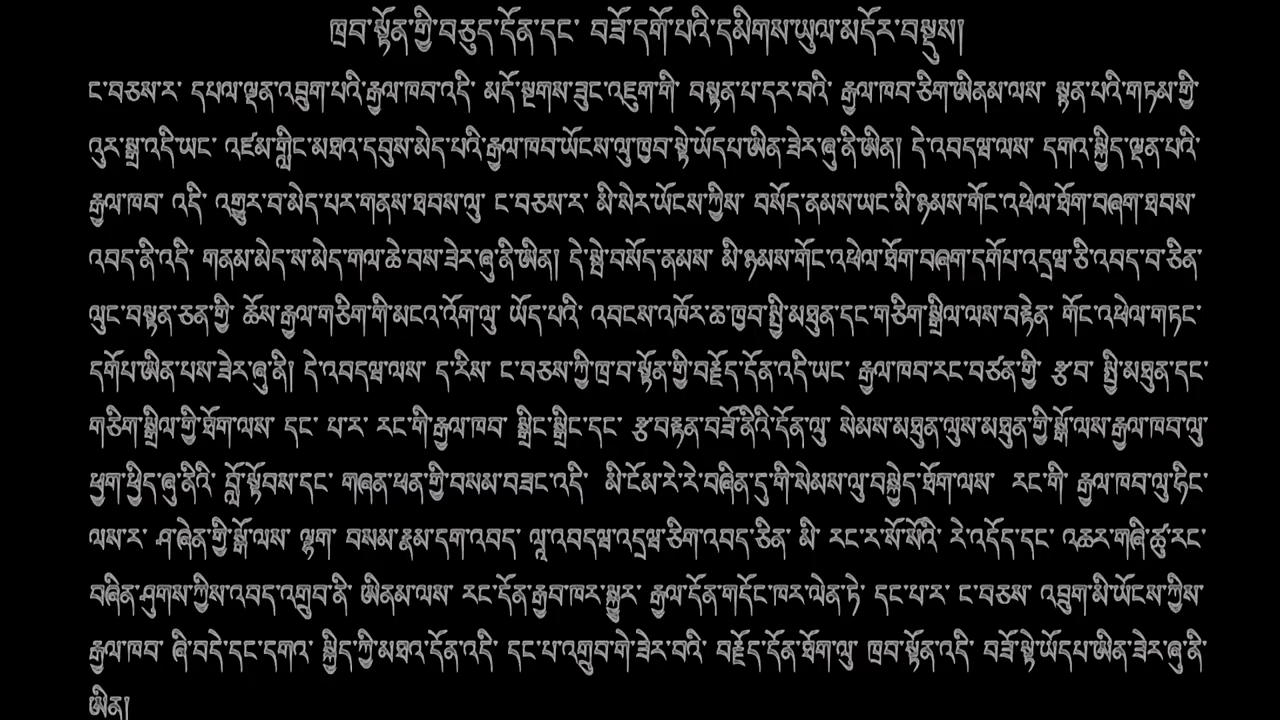 ཁྲབ་སྟོན་གྱི་བཅུད་དོན་དང་ བཟོ་དགོ་པའི་དམིགས་ཡུལ་མདོར་བསྡུས།
ང་བཅས་ར་ དཔལ་ལྡན་འབྲུག་པའི་རྒྱལ་ཁབ་འདི་ མདོ་སྔགས་ཟུང་འཇུག་གི་ བསྟན་པ་དར་བའི་ རྒྱལ་ཁབ་ཅིག་ཨིནམ་ལས་ སྟན་པའི་གཏམ་གྱི་
འུར་སྒྲ་འདི་ཡང་ འཛམ་གླིང་མཐའ་དབུས་མེད་པའི་རྒྱལ་ཁབ་ཡོངས་ལུ་ཁྱབ་སྟེ་ཡོདཔ་ཨིན་ཟེར་ཞུ་ནི་ཨིན། དེ་འབདཝ་ལས་ དགའ་སྐྱིད་ལྡན་པའི་
རྒྱལ་ཁབ་ འདི་ འགྱུར་བ་མེད་པར་གནས་ཐབས་ལུ་ ང་བཅས་ར་ མི་སེར་ཡོངས་ཀྱིས་ བསོད་ནམས་ཡང་མི་ཉམས་གོང་འཕེལ་ཐོག་བཞག་ཐབས་
འབད་ནི་འདི་ གནམ་མེད་ས་མེད་གལ་ཆེ་བས་ཟེར་ཞུ་ནི་ཨིན། དེ་སྦེ་བསོད་ནམས་ མི་ཉམས་གོང་འཕེལ་ཐོག་བཞག་དགོཔ་འདྲཝ་ཅི་འབད་བ་ཅིན་
ལུང་བསྟན་ཅན་གྱི་ ཆོས་རྒྱལ་གཅིག་གི་མངའ་འོག་ལུ་ ཡོད་པའི་ འབངས་འཁོར་ཆ་ཁྱབ་སྤྱི་མཐུན་དང་གཅིག་སྒྲིལ་ལས་བརྟེན་ གོང་འཕེལ་གཏང་
དགོཔ་ཨིན་པས་ཟེར་ཞུ་ནི། དེ་འབདཝ་ལས་ ད་རིས་ ང་བཅས་ཀྱི་ཁྲ་བ་སྟོན་གྱི་བརྗོད་དོན་འདི་ཡང་ རྒྱལ་ཁབ་རང་བཙན་གྱི་ རྩ་བ་ སྤྱི་མཐུན་དང་
གཅིག་སྒྲིལ་གྱི་ཐོག་ལས་ དང་ པ་ར་ རང་གི་རྒྱལ་ཁབ་ སྒྲིང་སྒྲིང་དང་ རྩ་བརྟན་བཟོ་ནིའི་དོན་ལུ་ སེམས་མཐུན་ལུས་མཐུན་གྱི་སྒོ་ལས་རྒྱལ་ཁབ་ལུ་
ཕྱག་ཕྱིད་ཞུ་ནིའི་ བློ་སྟོབས་དང་ གཞན་ཕན་གྱི་བསམ་བཟང་འདི་ མི་ངོམ་རེ་རེ་བཞིན་དུ་གི་སེམས་ལུ་བསྐྱེད་ཐོག་ལས་ རང་གི་ རྒྱལ་ཁབ་ལུ་ཧིང་
ལས་ར་ ཤ་ཞེན་གྱི་སྒོ་ལས་ ལྷག་ བསམ་རྣམ་དག་འབད་ ལཱ་འབདཝ་འདྲཝ་ཅིག་འབད་ཅིན་ མི་ རང་ར་སོ་སོའི་ རེ་འདོད་དང་ འཆར་གཞི་ཚུ་རང་
བཞིན་ཤུགས་ཀྱིས་འབད་འགྲུབ་ནི་ ཨིནམ་ལས་ རང་དོན་རྒྱབ་ཁར་སྐྱུར་ རྒྱལ་དོན་གདོང་ཁར་ལེན་ཏེ་ དང་པ་ར་ ང་བཅས་ འབྲུག་མི་ཡོངས་ཀྱིས་
རྒྱལ་ཁབ་ ཞི་བདེ་དང་དགའ་ སྐྱིད་ཀྱི་མཐའ་དོན་འདི་ དང་པ་འགྲུབ་གེ་ཟེར་བའི་ བརྗོད་དོན་ཐོག་ལུ་ ཁྲབ་སྟོན་འདི་ བཟོ་སྟེ་ཡོདཔ་ཨིན་ཟེར་ཞུ་ནི་
ཨིན།